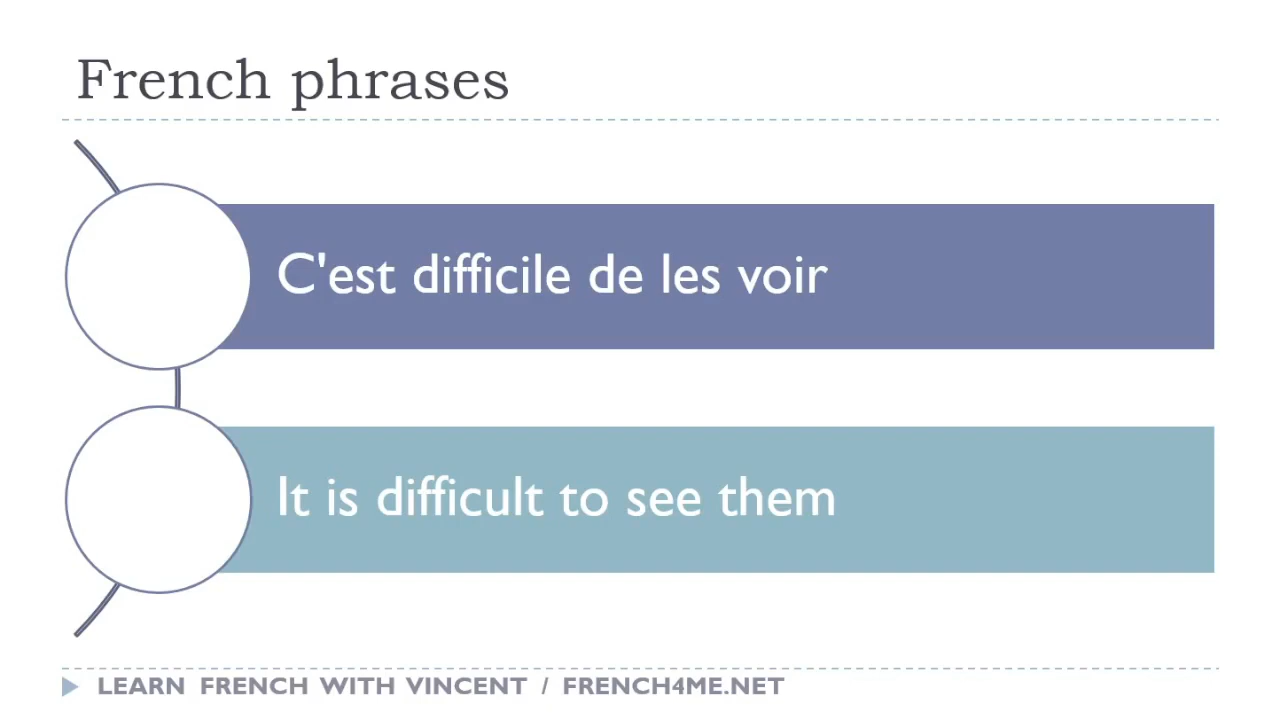 French phrases
C'est difficile de les voir
It is difficult to see them
LEARN FRENCH WITH VINCENT / FRENCH4ME.NET